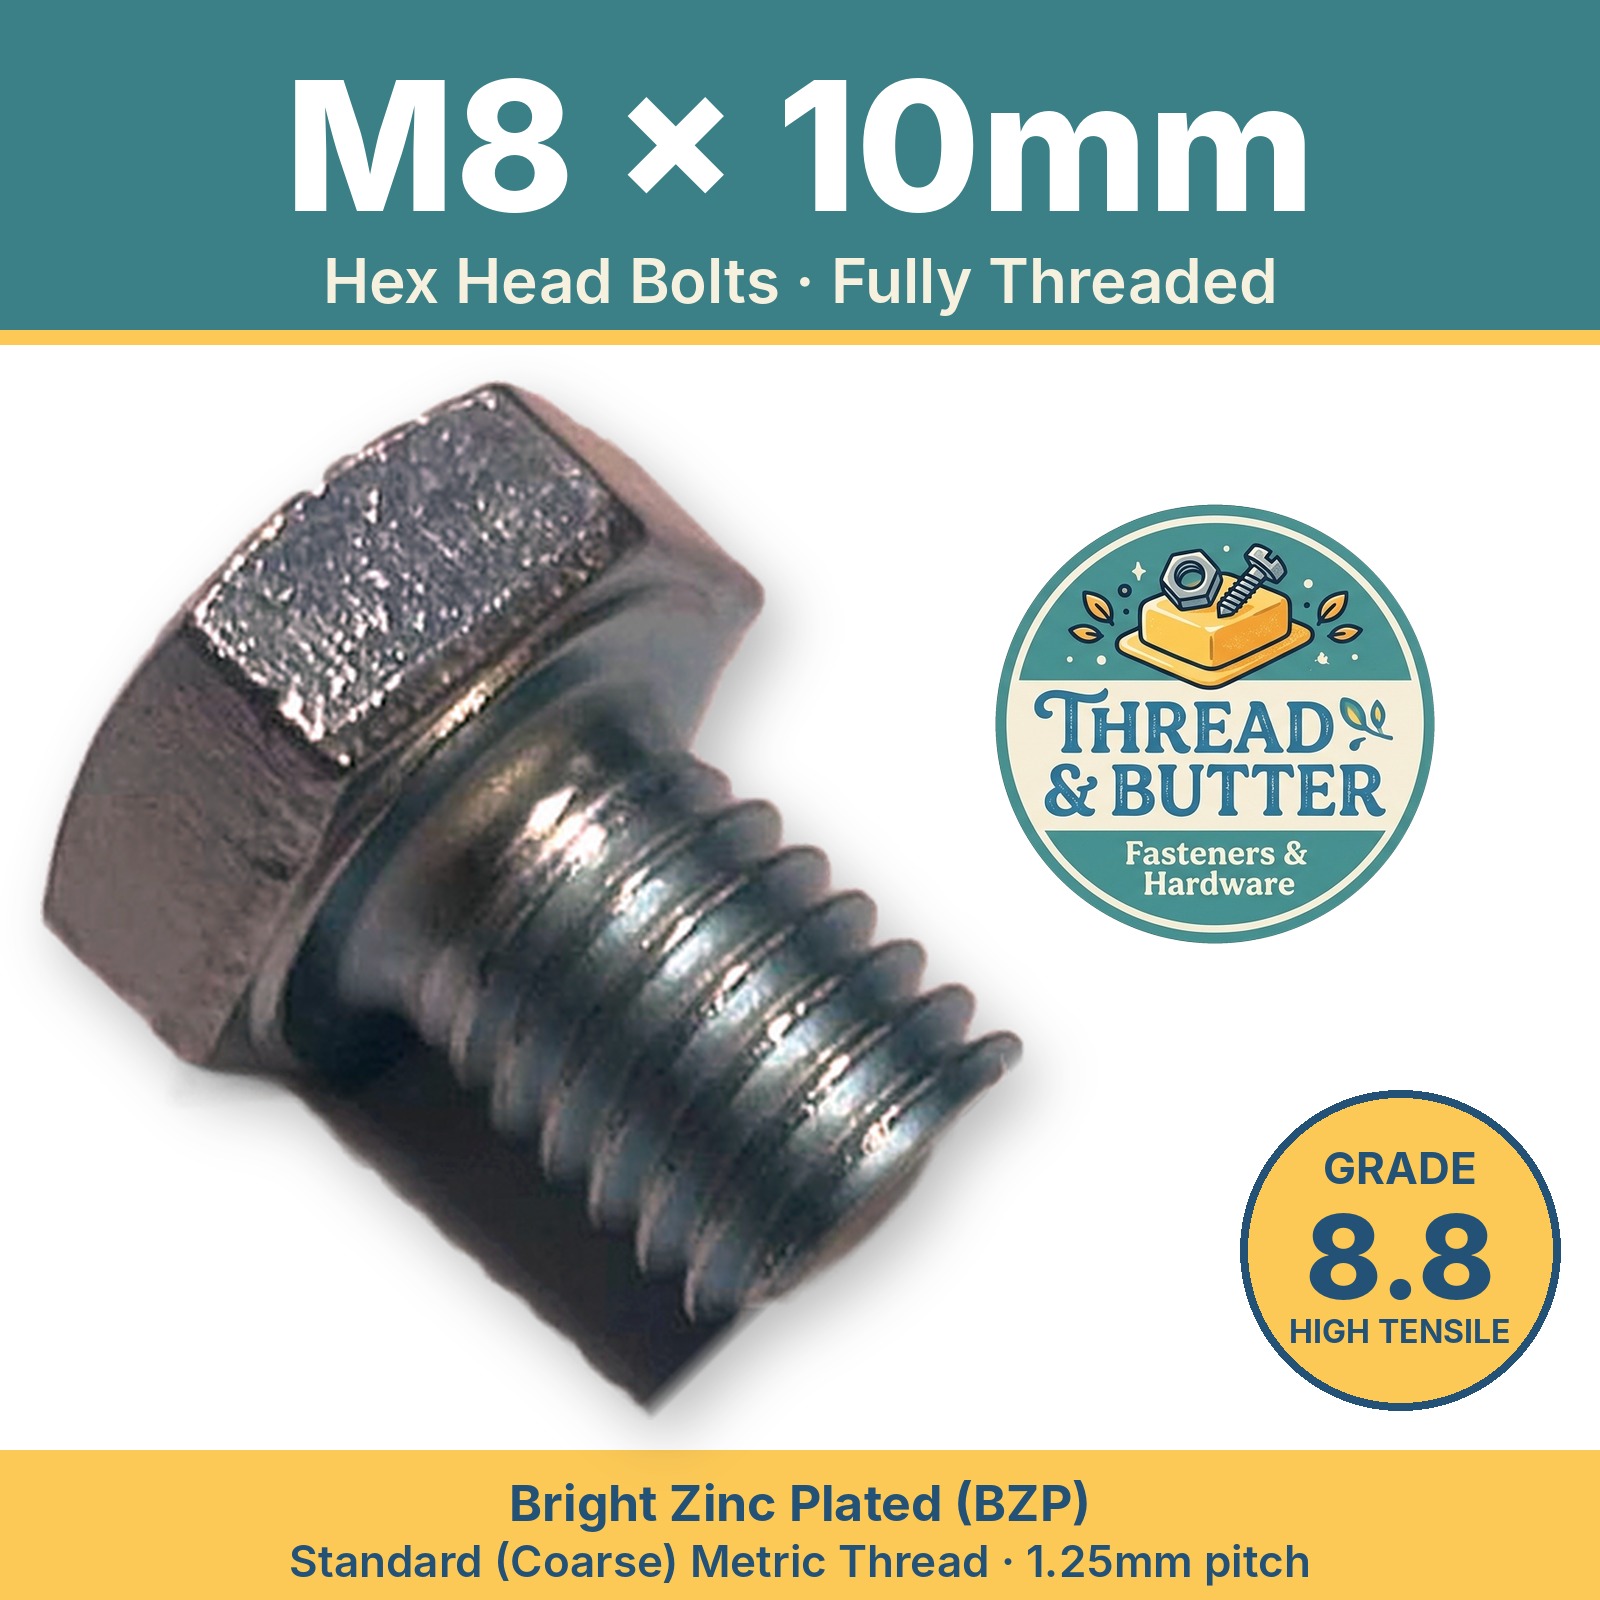 M8 × 10mm
Hex Head Bolts · Fully Threaded
THREAD
& BUTTER
Fasteners &
Hardware
GRADE
8.8
HIGH TENSILE
Bright Zinc Plated (BZP)
Standard (Coarse) Metric Thread · 1.25mm pitch